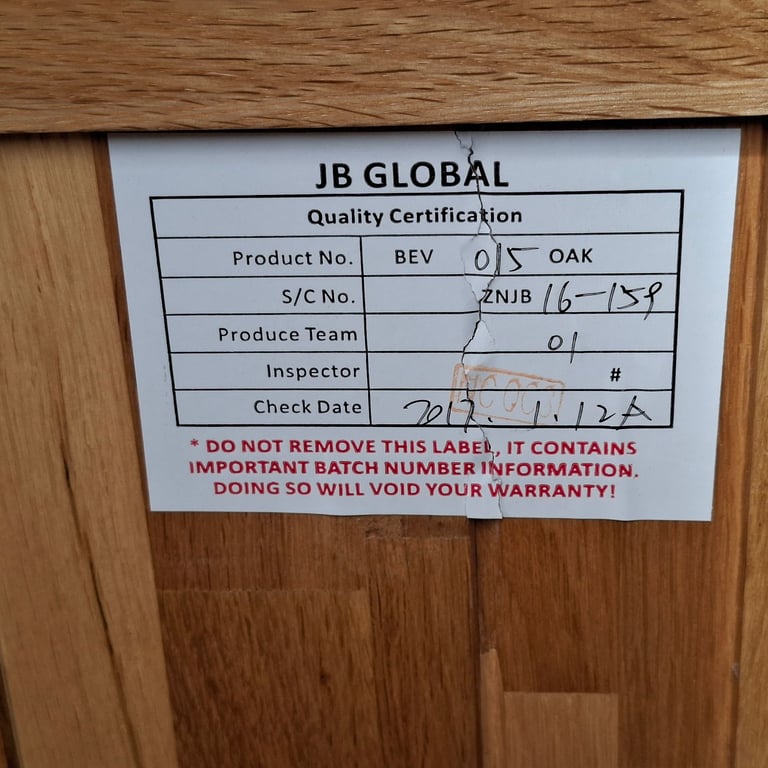 JB GLOBAL
Quality Certification
Product No. BEV 015 OAK
S/C No. ZNJB 16-159
Produce Team 01
Inspector #
Check Date 2017. 1. 12A
* DO NOT REMOVE THIS LABEL, IT CONTAINS
IMPORTANT BATCH NUMBER INFORMATION.
DOING SO WILL VOID YOUR WARRANTY!